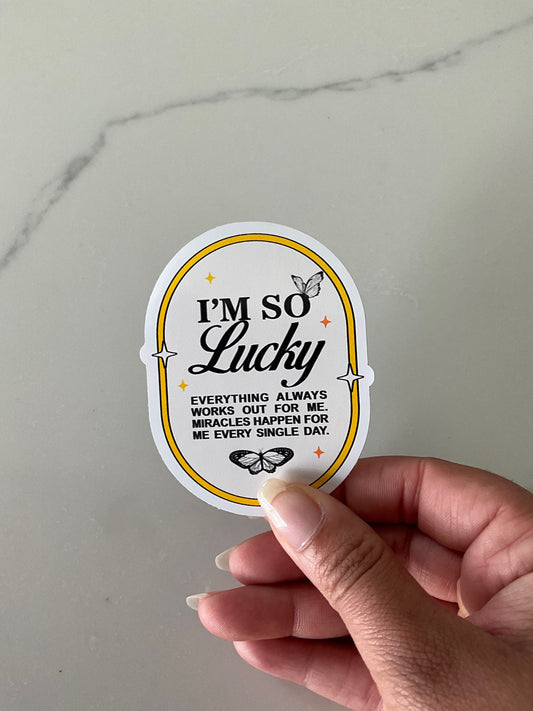 I'M SO
Lucky
EVERYTHING ALWAYS
WORKS OUT FOR ME.
MIRACLES HAPPEN FOR
ME EVERY SINGLE DAY.